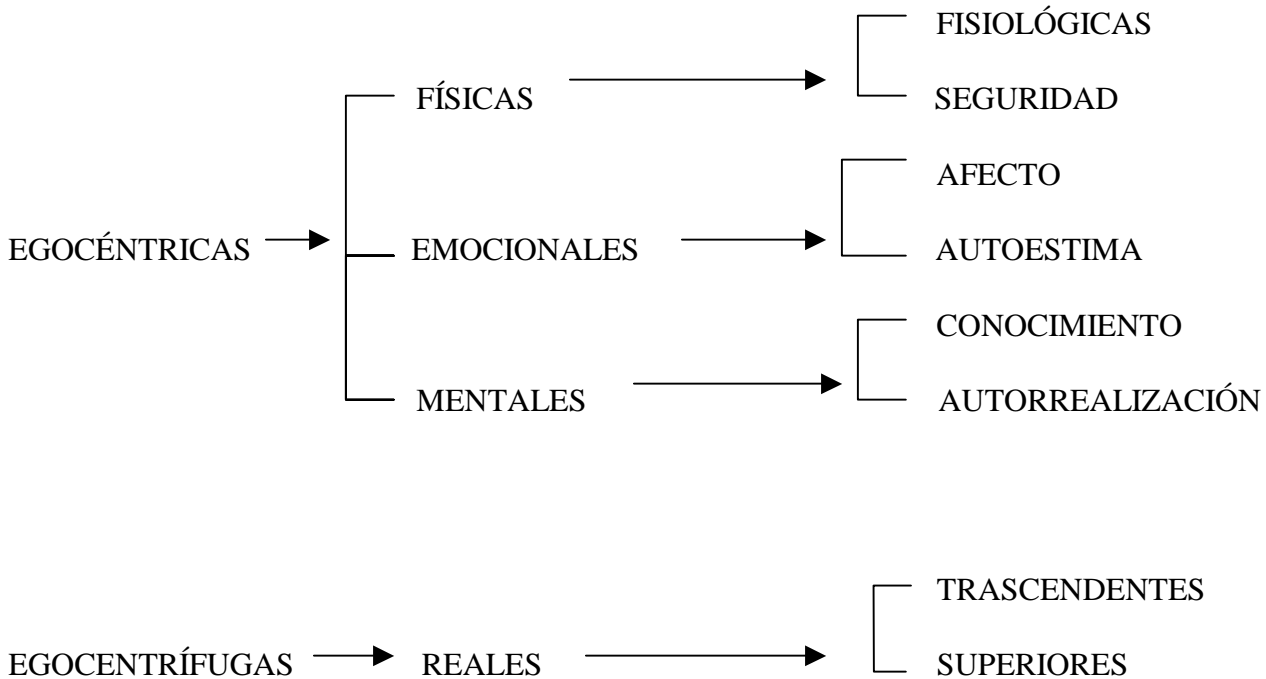 FISIOLÓGICAS
FÍSICAS
SEGURIDAD
AFECTO
EGOCÉNTRICAS
EMOCIONALES
AUTOESTIMA
CONOCIMIENTO
MENTALES
AUTORREALIZACIÓN
TRASCENDENTES
EGOCENTRÍFUGAS
REALES
SUPERIORES